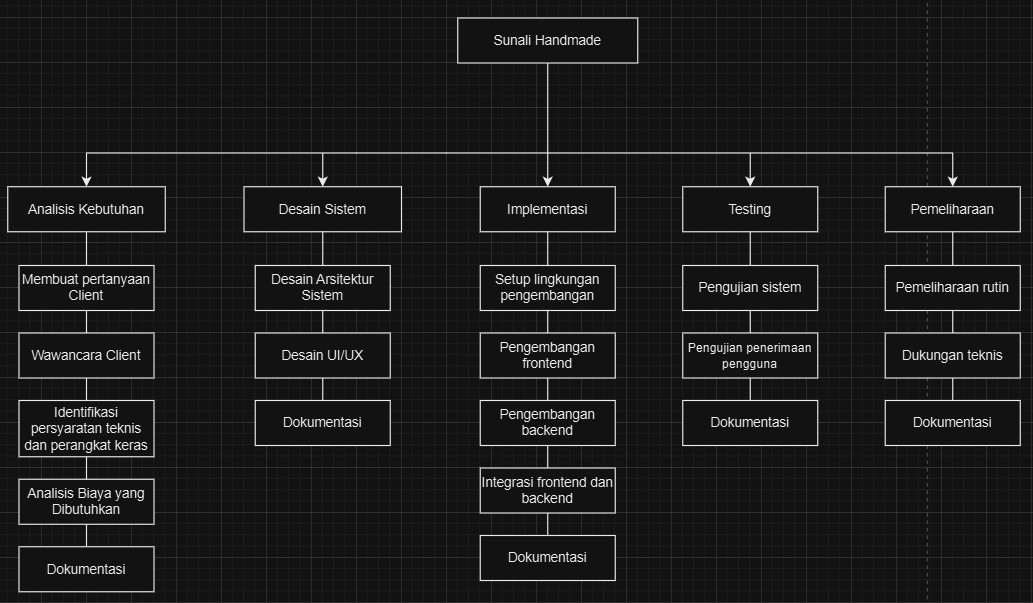 Sunali Handmade
Analisis Kebutuhan
Membuat pertanyaan
Client
Wawancara Client
Identifikasi
persyaratan teknis
dan perangkat keras
Analisis Biaya yang
Dibutuhkan
Dokumentasi
Desain Sistem
Desain Arsitektur
Sistem
Desain UI/UX
Dokumentasi
Implementasi
Setup lingkungan
pengembangan
Pengembangan
frontend
Pengembangan
backend
Integrasi frontend dan
backend
Dokumentasi
Testing
Pengujian sistem
Pengujian penerimaan
pengguna
Dokumentasi
Pemeliharaan
Pemeliharaan rutin
Dukungan teknis
Dokumentasi